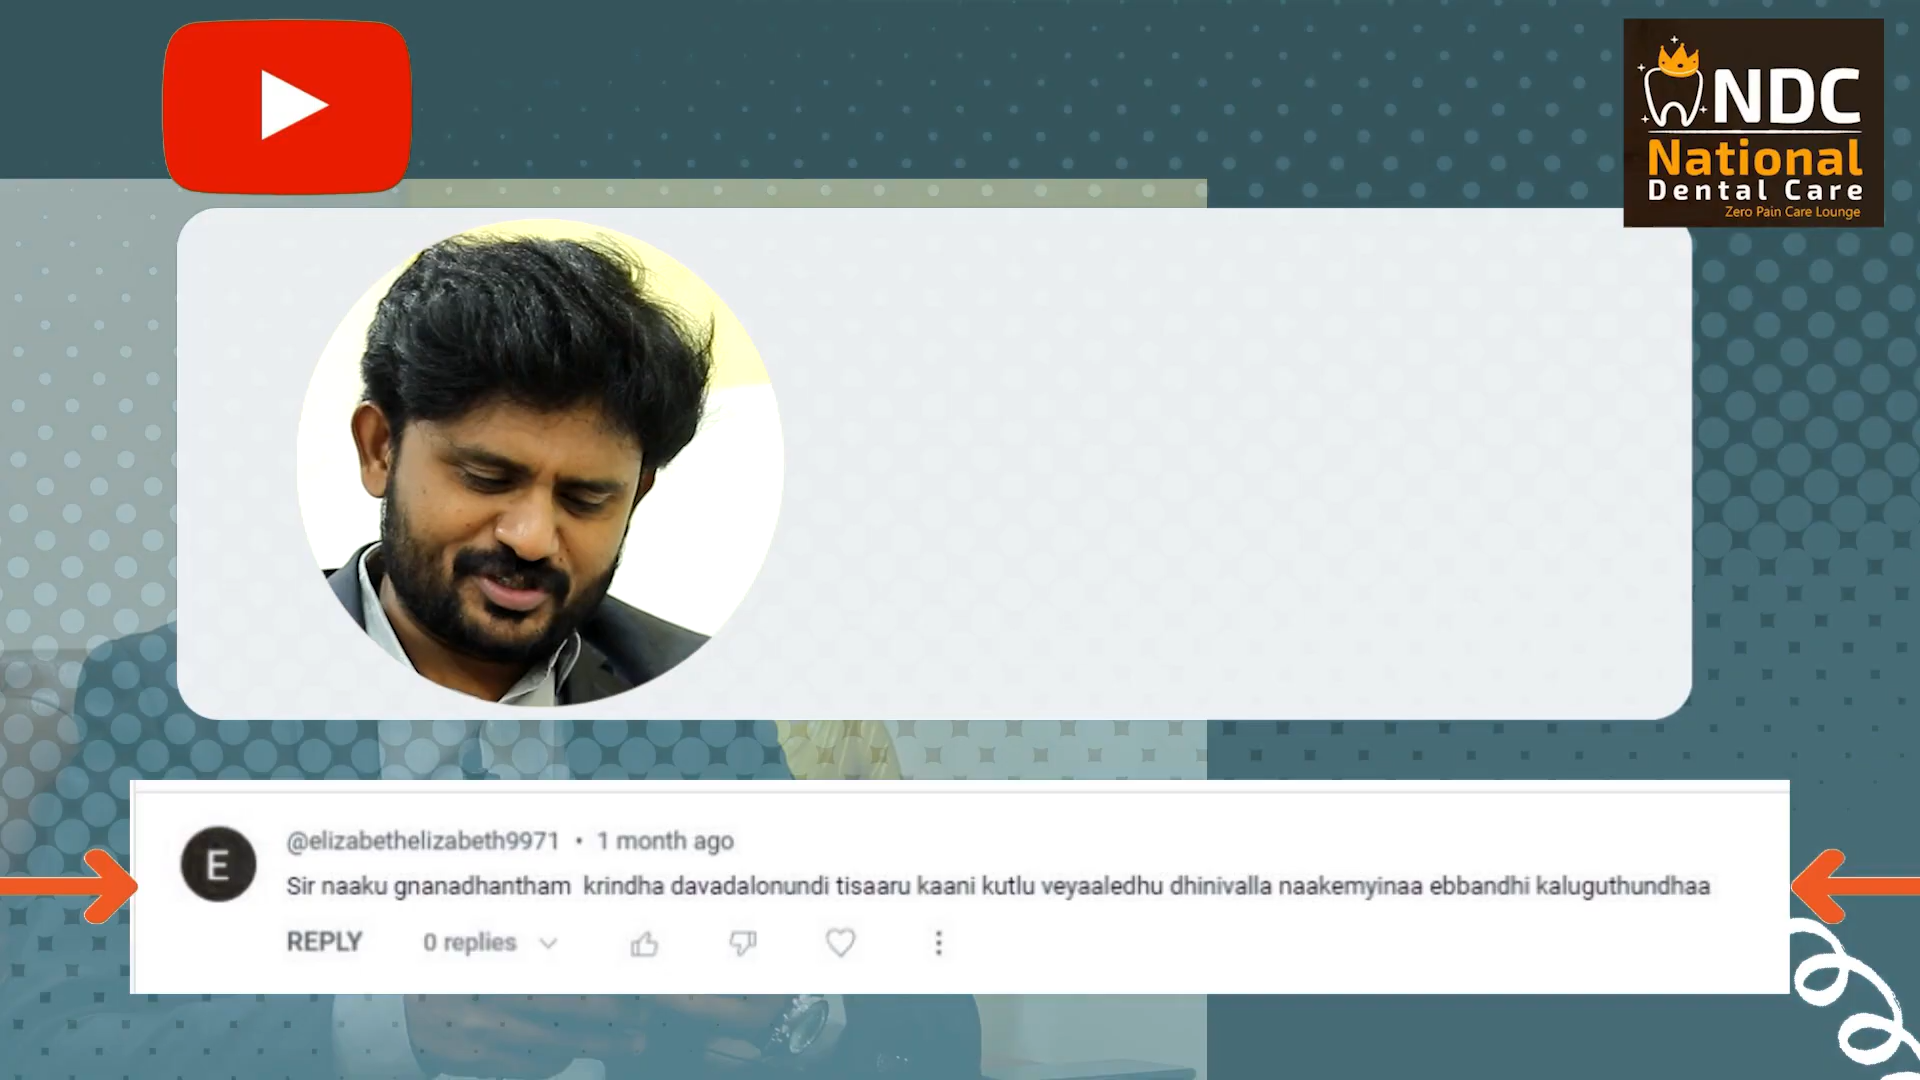 NDC
National
Dental Care
Zero Pain Care Lounge
E
@elizabethelizabeth9971 • 1 month ago
Sir naaku gnanadhantham krindha davadalonundi tisaaru kaani kutlu veyaaledhu dhinivalla naakemyinaa ebbandhi kaluguthundhaa
REPLY 0 replies